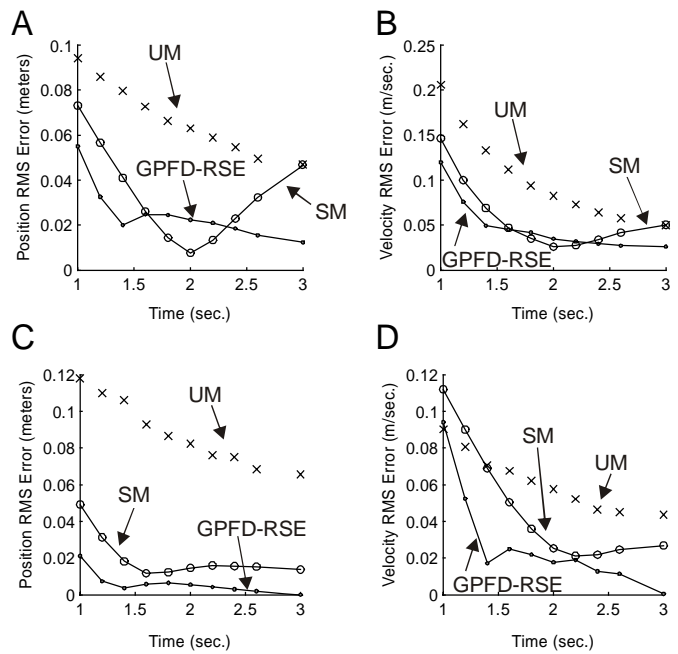 A
Position RMS Error (meters)
0.1
0.08
0.06
0.04
0.02
0
1
1.5
2
2.5
3
Time (sec.)
UM
GPFD-RSE
SM
B
Velocity RMS Error (m/sec.)
0.25
0.20
0.15
0.10
0.05
0
1
1.5
2
2.5
3
Time (sec.)
UM
SM
GPFD-RSE
C
Position RMS Error (meters)
0.12
0.1
0.08
0.06
0.04
0.02
0
1
1.5
2
2.5
3
Time (sec.)
UM
SM
GPFD-RSE
D
Velocity RMS Error (m/sec.)
0.12
0.1
0.08
0.06
0.04
0.02
0
1
1.5
2
2.5
3
Time (sec.)
SM
UM
GPFD-RSE